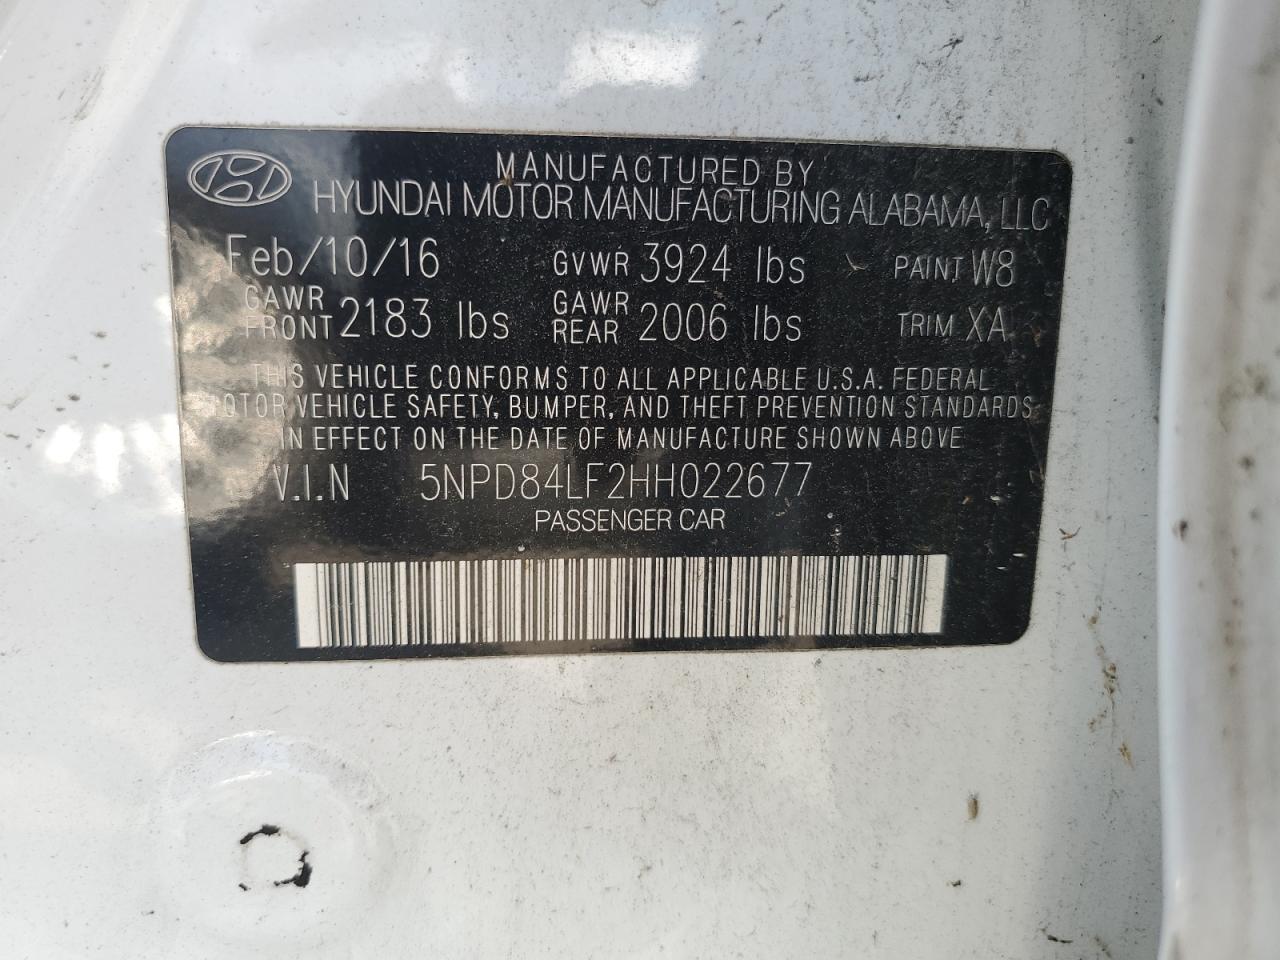 MANUFACTURED BY
HYUNDAI MOTOR MANUFACTURING ALABAMA, LLC
Feb/10/16 GVWR 3924 lbs PAINT W8
GAWR FRONT 2183 lbs GAWR REAR 2006 lbs TRIM XA
THIS VEHICLE CONFORMS TO ALL APPLICABLE U.S.A. FEDERAL
MOTOR VEHICLE SAFETY, BUMPER, AND THEFT PREVENTION STANDARDS
IN EFFECT ON THE DATE OF MANUFACTURE SHOWN ABOVE
V.I.N 5NPD84LF2HH022677
PASSENGER CAR